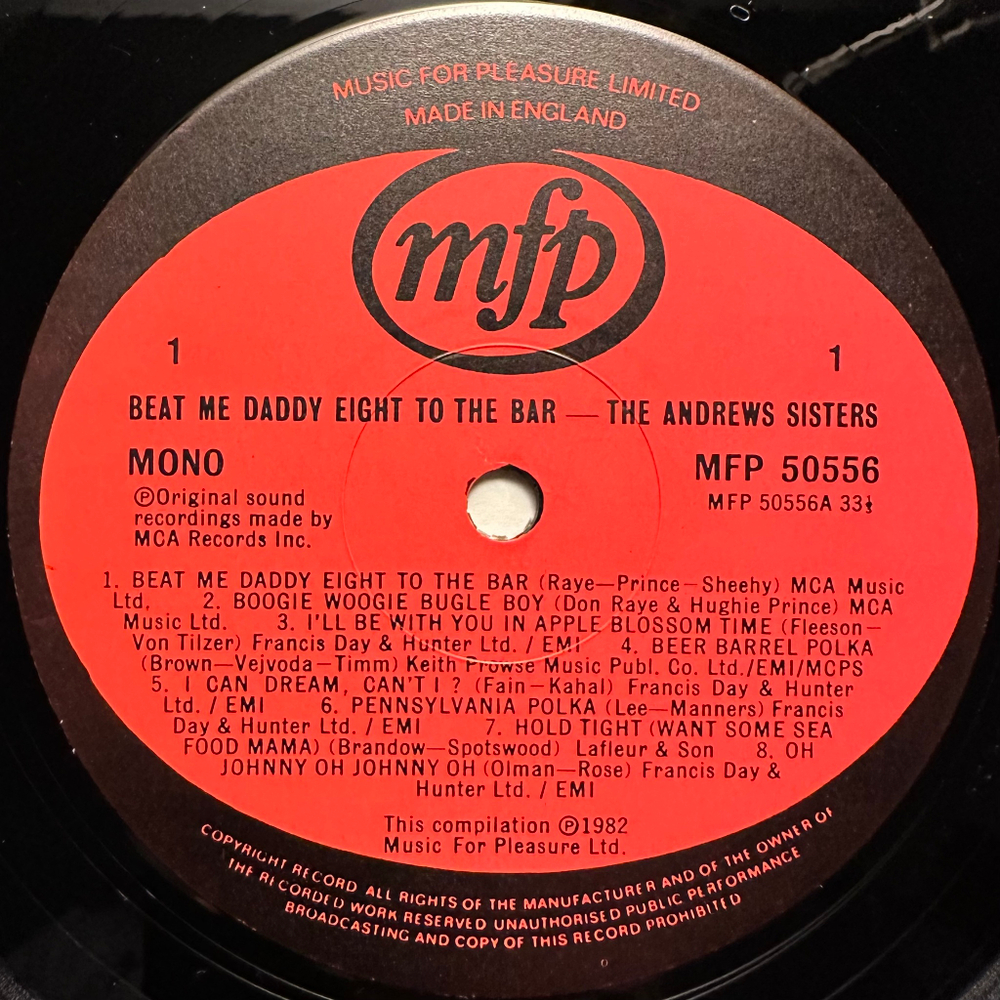 MUSIC FOR PLEASURE LIMITED
MADE IN ENGLAND
mfp
1 1
BEAT ME DADDY EIGHT TO THE BAR — THE ANDREWS SISTERS
MONO MFP 50556
ⓅOriginal sound MFP 50556A 33⅓
recordings made by
MCA Records Inc.
1. BEAT ME DADDY EIGHT TO THE BAR (Raye—Prince—Sheehy) MCA Music
Ltd. 2. BOOGIE WOOGIE BUGLE BOY (Don Raye & Hughie Prince) MCA
Music Ltd. 3. I'LL BE WITH YOU IN APPLE BLOSSOM TIME (Fleeson—
Von Tilzer) Francis Day & Hunter Ltd. / EMI 4. BEER BARREL POLKA
(Brown—Vejvoda—Timm) Keith Prowse Music Publ. Co. Ltd./EMI/MCPS
5. I CAN DREAM, CAN'T I ? (Fain—Kahal) Francis Day & Hunter
Ltd. / EMI 6. PENNSYLVANIA POLKA (Lee—Manners) Francis
Day & Hunter Ltd. / EMI 7. HOLD TIGHT (WANT SOME SEA
FOOD MAMA) (Brandow—Spotswood) Lafleur & Son 8. OH
JOHNNY OH JOHNNY OH (Olman—Rose) Francis Day &
Hunter Ltd. / EMI
This compilation Ⓟ1982
Music For Pleasure Ltd.
COPYRIGHT RECORD ALL RIGHTS OF THE MANUFACTURER AND OF THE OWNER OF
THE RECORDED WORK RESERVED UNAUTHORISED PUBLIC PERFORMANCE
BROADCASTING AND COPY OF THIS RECORD PROHIBITED